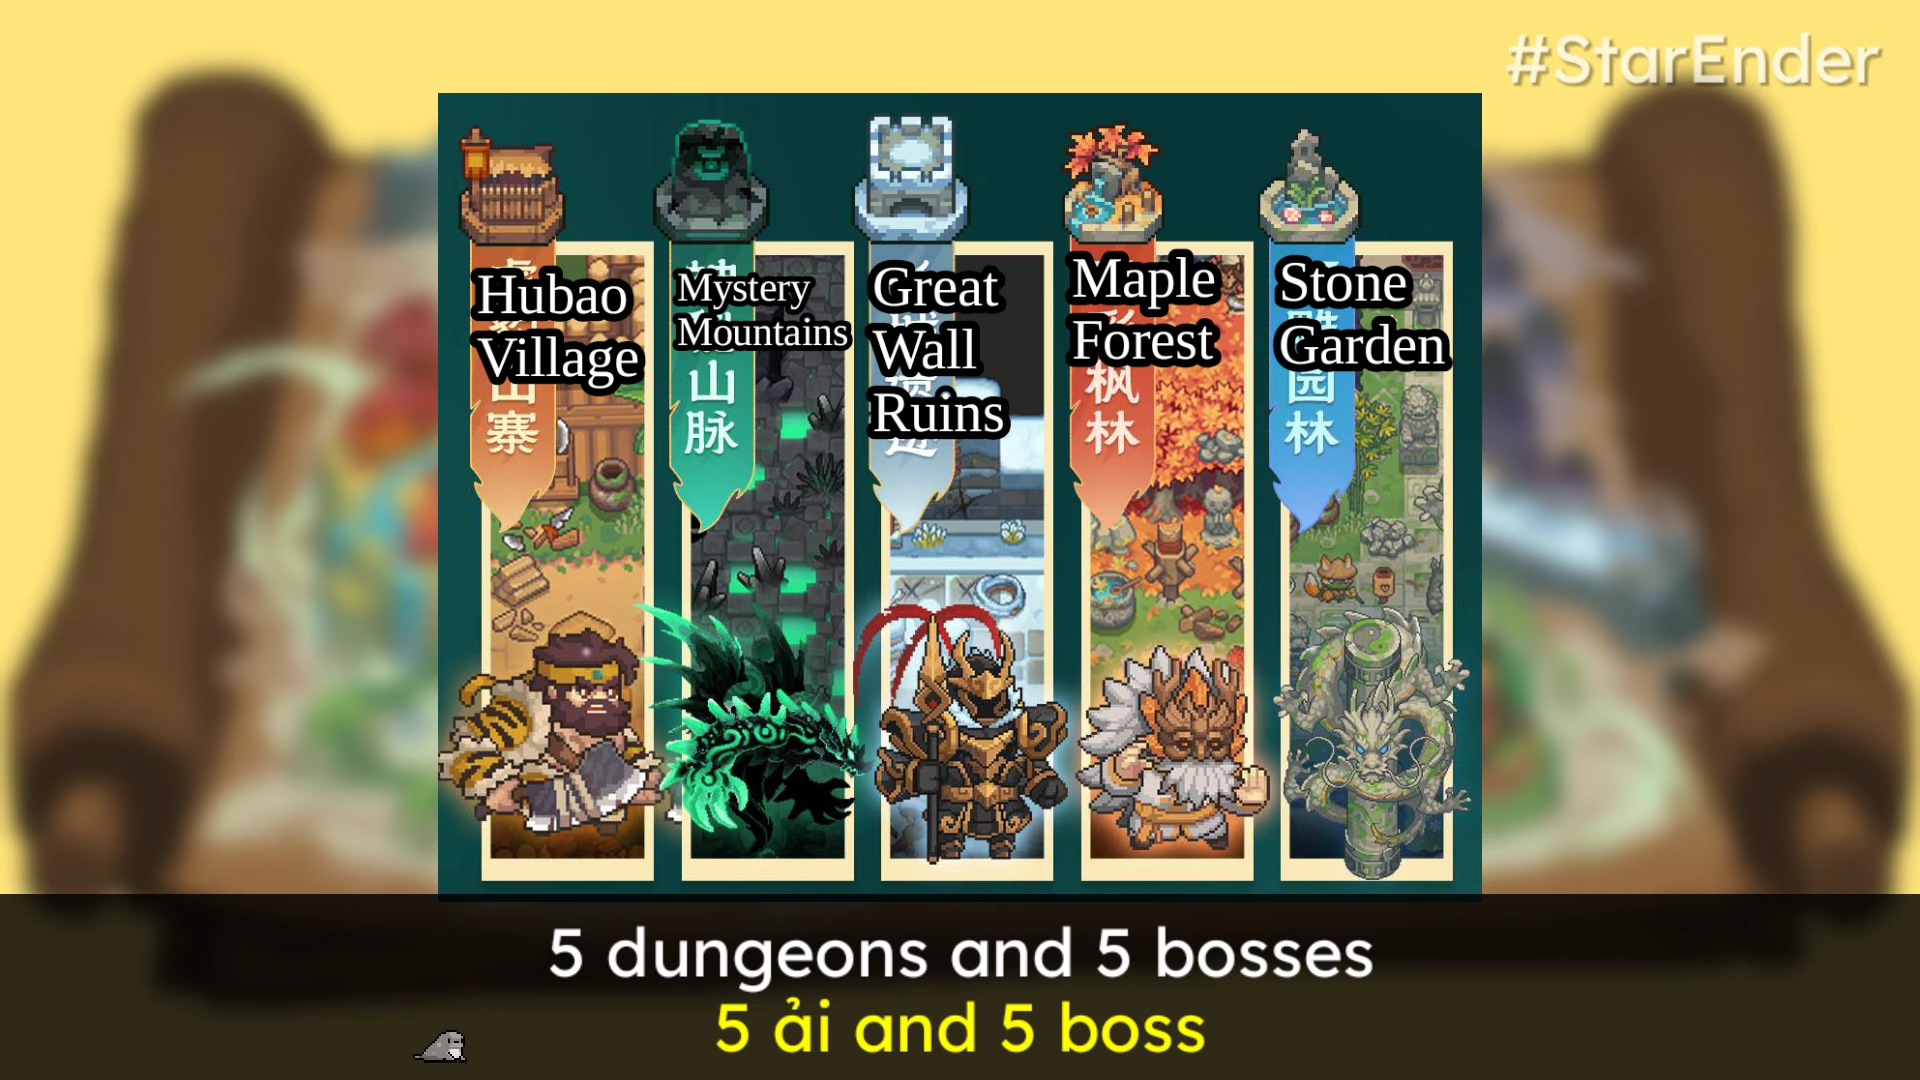 #StarEnder
Hubao
Village
山
寨
Mystery
Mountains
山
脉
Great
Wall
Ruins
Maple
Forest
枫
林
Stone
Garden
园
林
5 dungeons and 5 bosses
5 ải and 5 boss